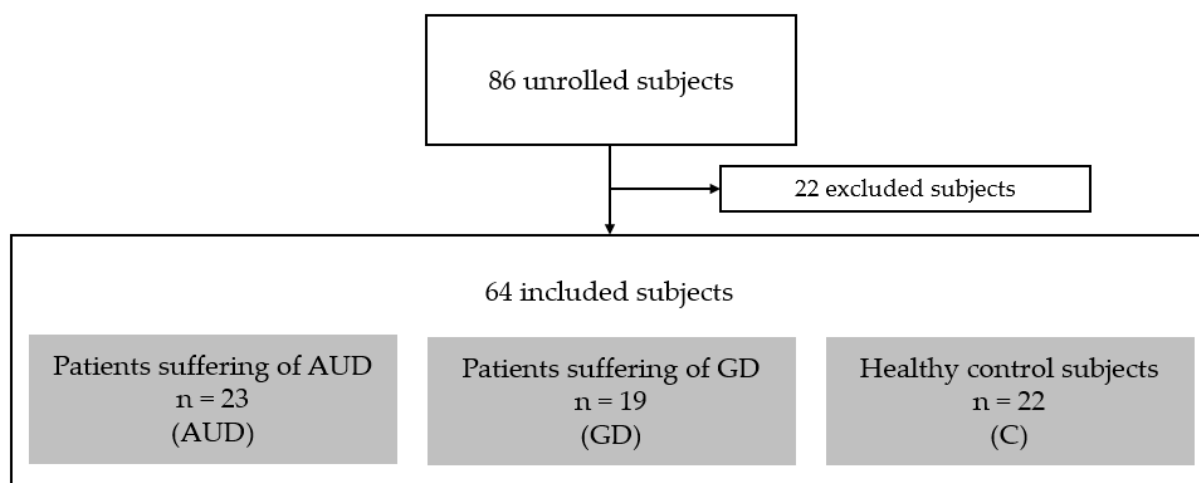 86 unrolled subjects
22 excluded subjects
64 included subjects
Patients suffering of AUD
n = 23
(AUD)
Patients suffering of GD
n = 19
(GD)
Healthy control subjects
n = 22
(C)